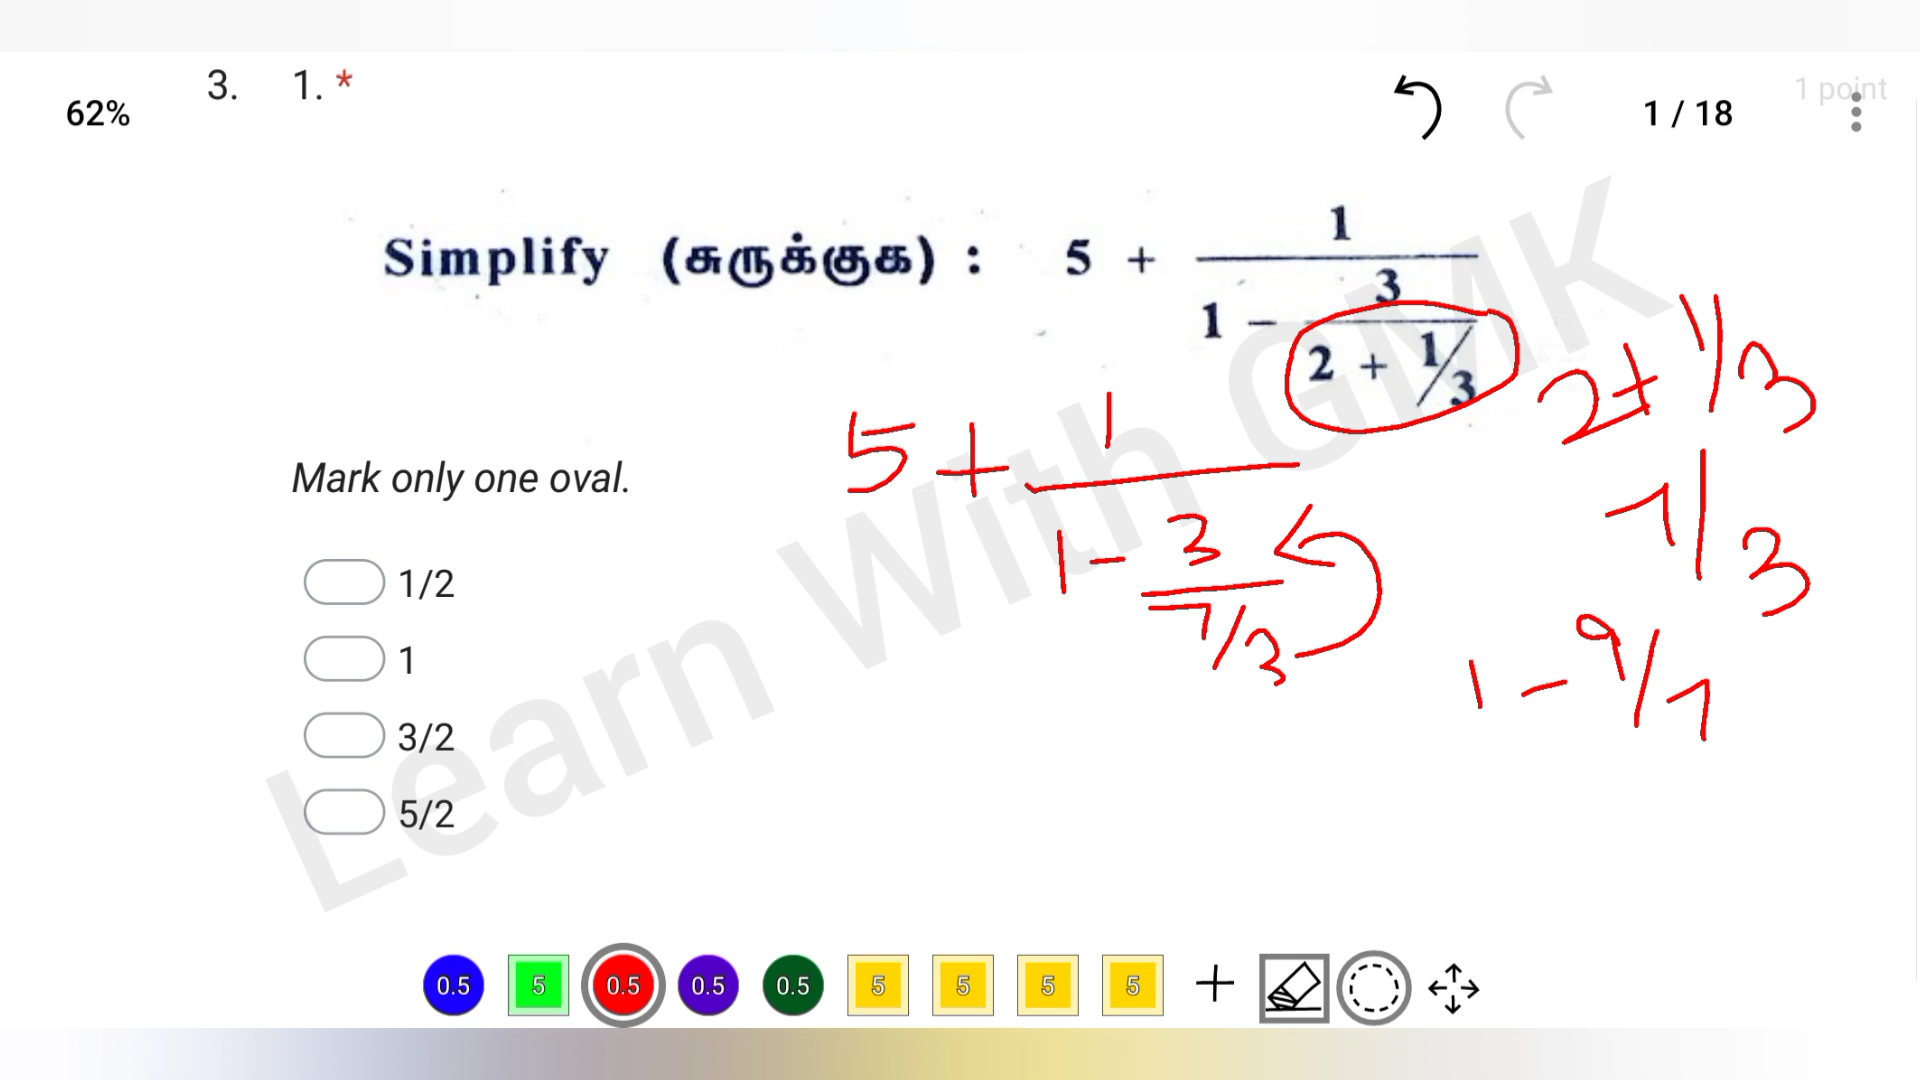 3. 1. *
1 point
62%
1 / 18
Simplify (சுருக்குக) : 5 + 1
1 - 3
2 + 1/3
2 + 1/3
5 + 1
1 - 3
7/3
7/3
1 - 9/7
Mark only one oval.
1/2
1
3/2
5/2
Learn With GMK
0.5 5 0.5 0.5 0.5 5 5 5 5 +